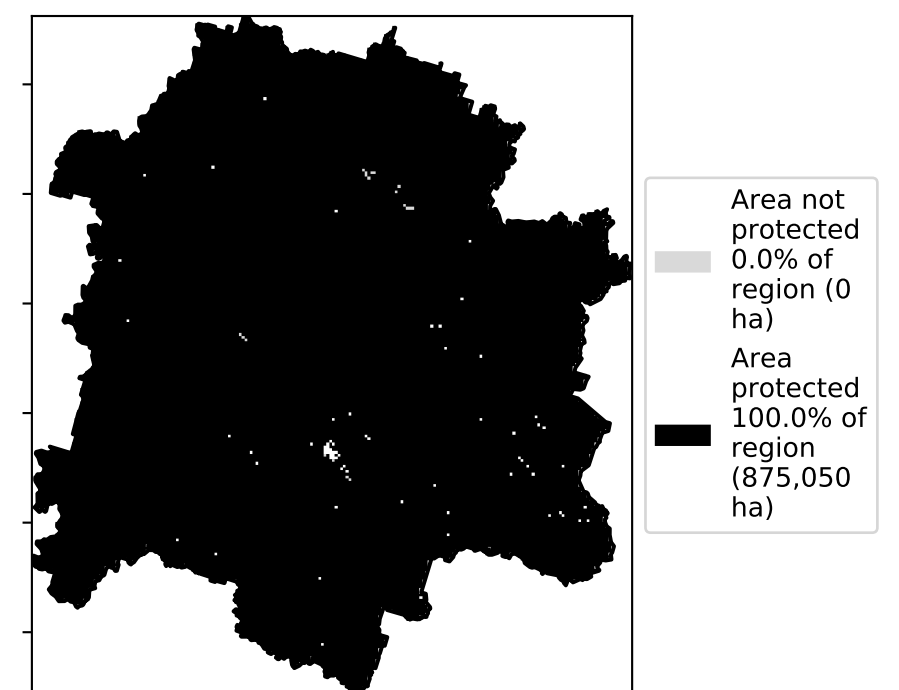 Area not
protected
0.0% of
region (0
ha)
Area
protected
100.0% of
region
(875,050
ha)